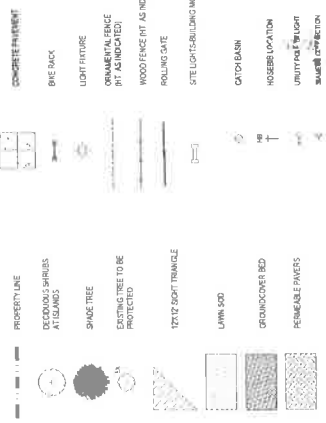 PROPERTY LINE
DECIDUOUS SHRUBS
AT ISLANDS
SHADE TREE
EXISTING TREE TO BE
PROTECTED
12'X12' SIGHT TRIANGLE
LAWN SOD
GROUNDCOVER BED
PERMEABLE PAVERS
CONCRETE PAVEMENT
BIKE RACK
LIGHT FIXTURE
ORNAMENTAL FENCE
(HT AS INDICATED)
WOOD FENCE (HT AS IND
ROLLING GATE
SITE LIGHTS-BUILDING MO
CATCH BASIN
HB
HOSEBIB LOCATION
UTILITY POLE LIGHT